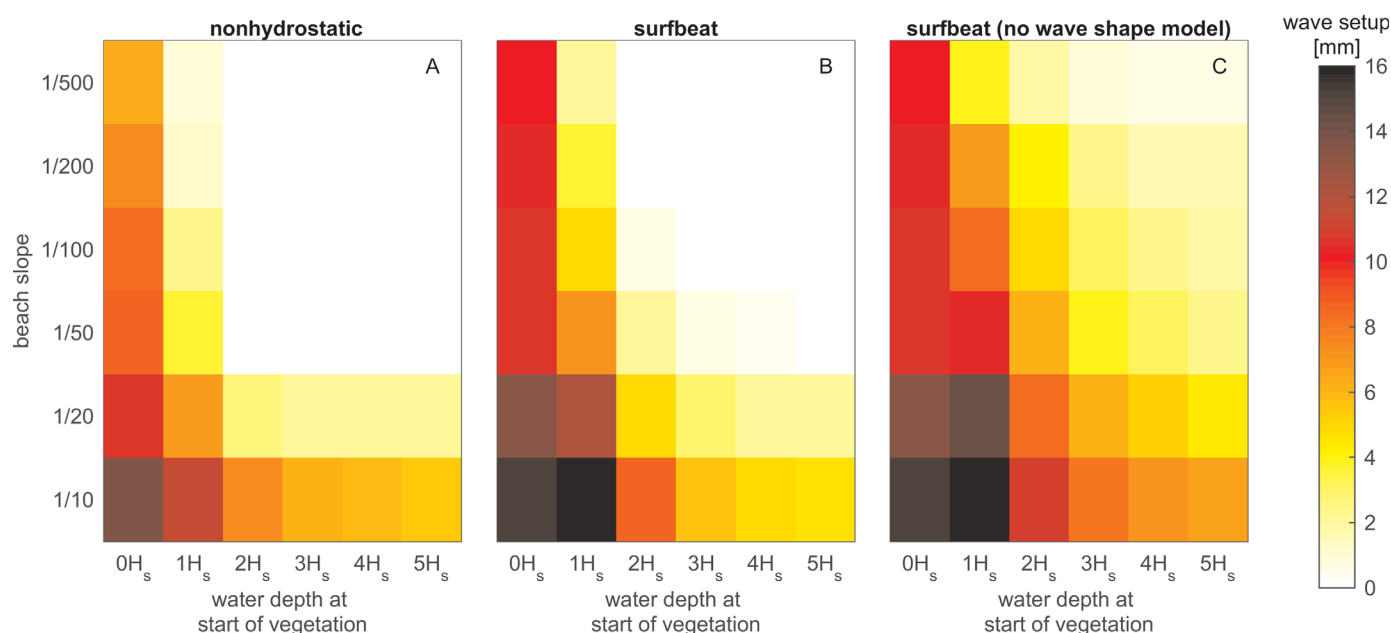 nonhydrostatic
surfbeat
surfbeat (no wave shape model)
wave setup
[mm]
A
B
C
beach slope
1/500
1/200
1/100
1/50
1/20
1/10
16
14
12
10
8
6
4
2
0
0Hs 1Hs 2Hs 3Hs 4Hs 5Hs
0Hs 1Hs 2Hs 3Hs 4Hs 5Hs
0Hs 1Hs 2Hs 3Hs 4Hs 5Hs
water depth at
start of vegetation
water depth at
start of vegetation
water depth at
start of vegetation